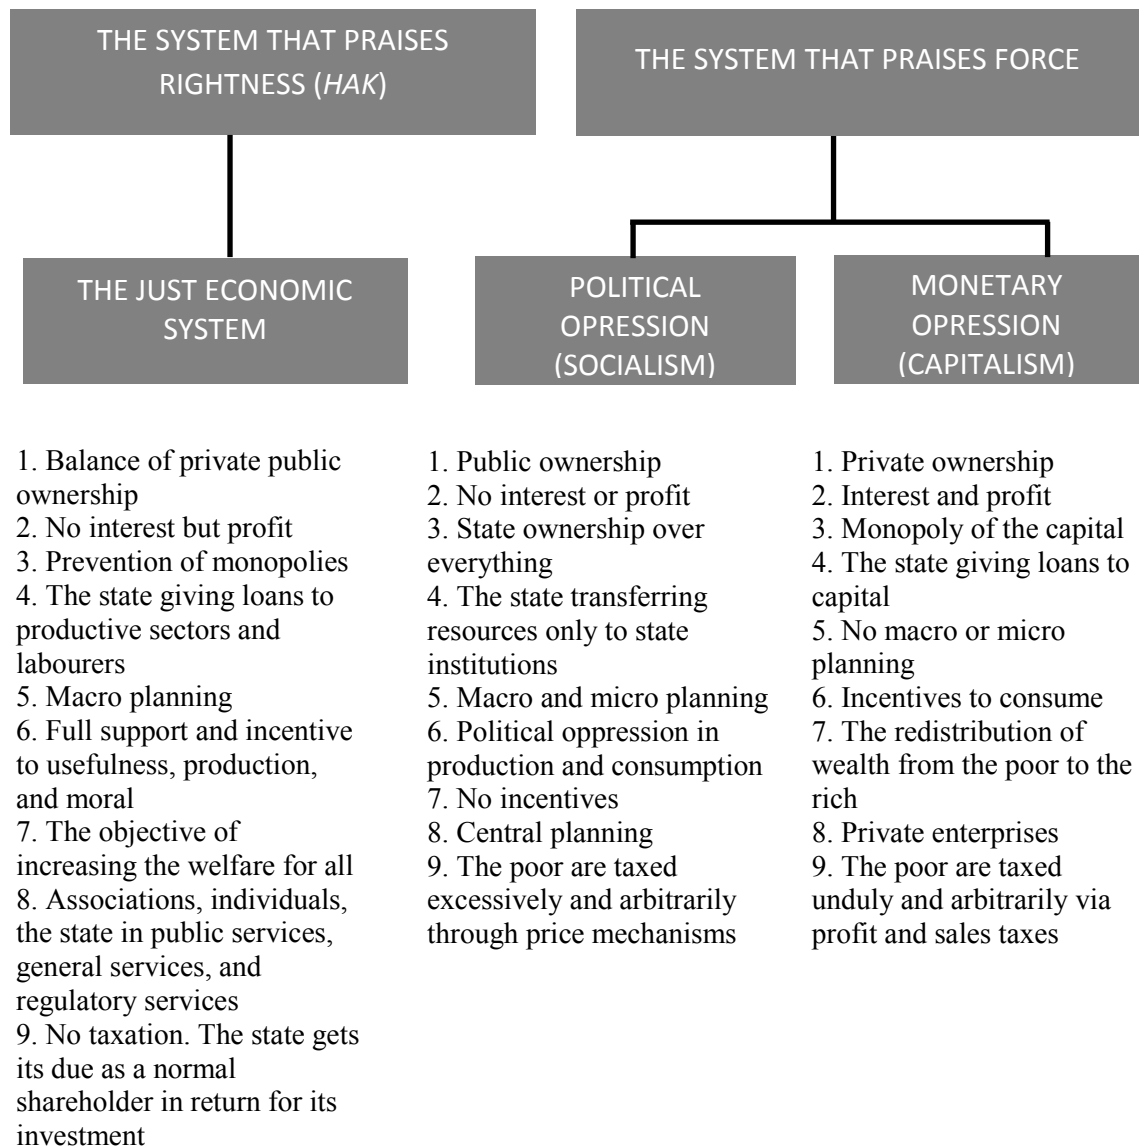 THE SYSTEM THAT PRAISES
RIGHTNESS (HAK)
THE SYSTEM THAT PRAISES FORCE
THE JUST ECONOMIC
SYSTEM
POLITICAL
OPRESSION
(SOCIALISM)
MONETARY
OPRESSION
(CAPITALISM)
1. Balance of private public
ownership
2. No interest but profit
3. Prevention of monopolies
4. The state giving loans to
productive sectors and
labourers
5. Macro planning
6. Full support and incentive
to usefulness, production,
and moral
7. The objective of
increasing the welfare for all
8. Associations, individuals,
the state in public services,
general services, and
regulatory services
9. No taxation. The state gets
its due as a normal
shareholder in return for its
investment
1. Public ownership
2. No interest or profit
3. State ownership over
everything
4. The state transferring
resources only to state
institutions
5. Macro and micro planning
6. Political oppression in
production and consumption
7. No incentives
8. Central planning
9. The poor are taxed
excessively and arbitrarily
through price mechanisms
1. Private ownership
2. Interest and profit
3. Monopoly of the capital
4. The state giving loans to
capital
5. No macro or micro
planning
6. Incentives to consume
7. The redistribution of
wealth from the poor to the
rich
8. Private enterprises
9. The poor are taxed
unduly and arbitrarily via
profit and sales taxes